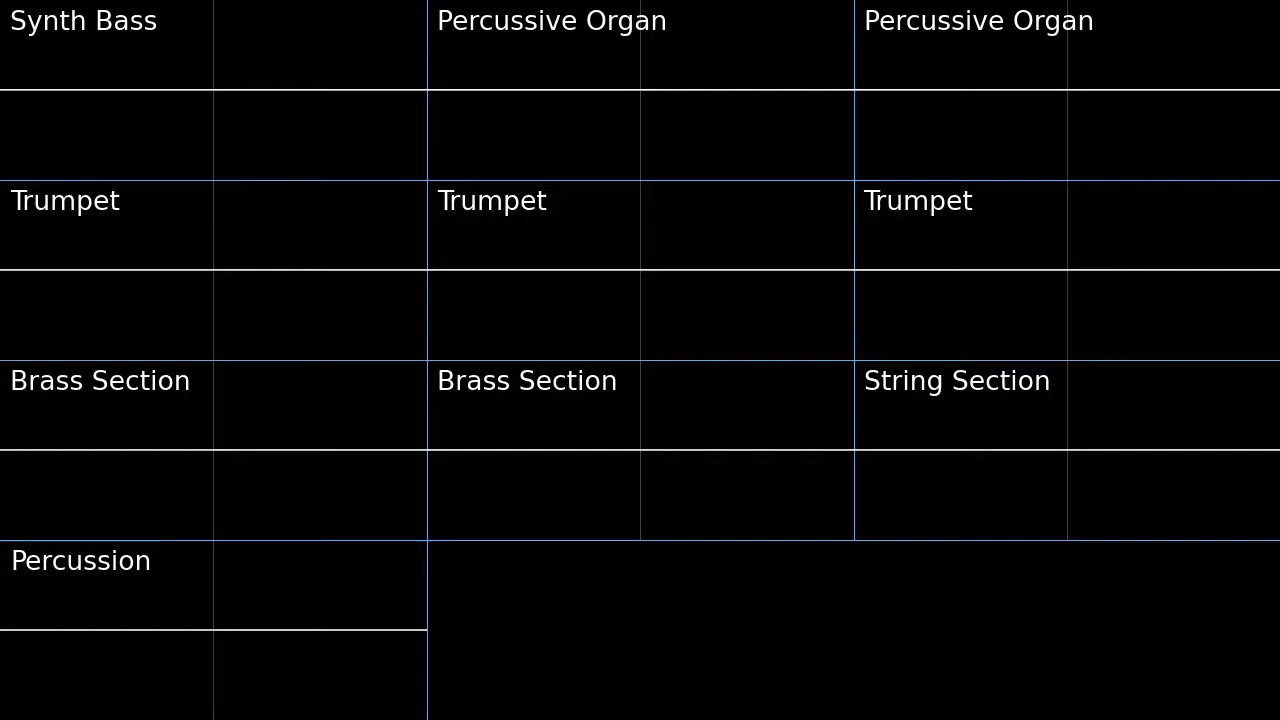 Synth Bass
Percussive Organ
Percussive Organ
Trumpet
Trumpet
Trumpet
Brass Section
Brass Section
String Section
Percussion